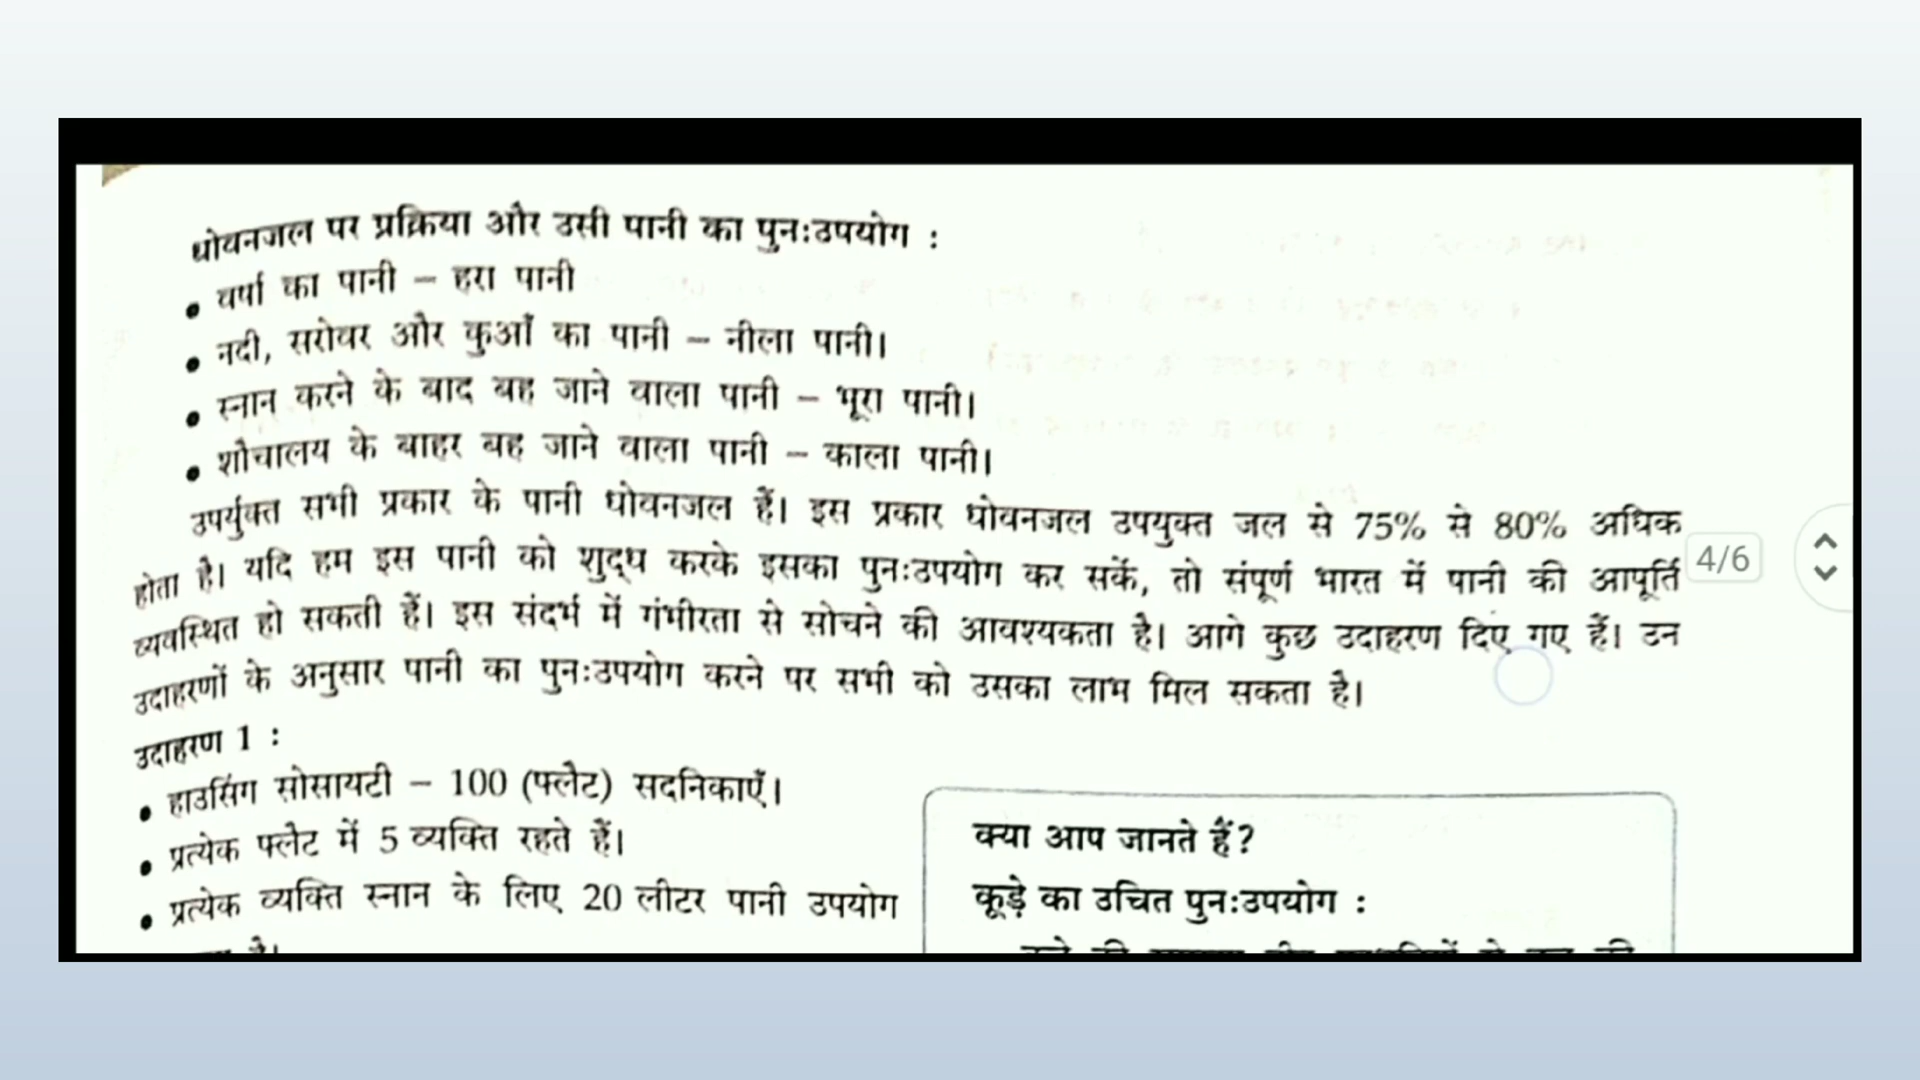 धोवनजल पर प्रक्रिया और उसी पानी का पुनःउपयोग :
• वर्षा का पानी – हरा पानी
• नदी, सरोवर और कुआँ का पानी – नीला पानी।
• स्नान करने के बाद बह जाने वाला पानी – भूरा पानी।
• शौचालय के बाहर बह जाने वाला पानी – काला पानी।
उपर्युक्त सभी प्रकार के पानी धोवनजल हैं। इस प्रकार धोवनजल उपयुक्त जल से 75% से 80% अधिक
होता है। यदि हम इस पानी को शुद्ध करके इसका पुनःउपयोग कर सकें, तो संपूर्ण भारत में पानी की आपूर्ति
व्यवस्थित हो सकती हैं। इस संदर्भ में गंभीरता से सोचने की आवश्यकता है। आगे कुछ उदाहरण दिए गए हैं। उन
उदाहरणों के अनुसार पानी का पुनःउपयोग करने पर सभी को उसका लाभ मिल सकता है।
उदाहरण 1 :
• हाउसिंग सोसायटी – 100 (फ्लैट) सदनिकाएँ।
• प्रत्येक फ्लैट में 5 व्यक्ति रहते हैं।
• प्रत्येक व्यक्ति स्नान के लिए 20 लीटर पानी उपयोग
है।
क्या आप जानते हैं?
कूड़े का उचित पुनःउपयोग :
4/6